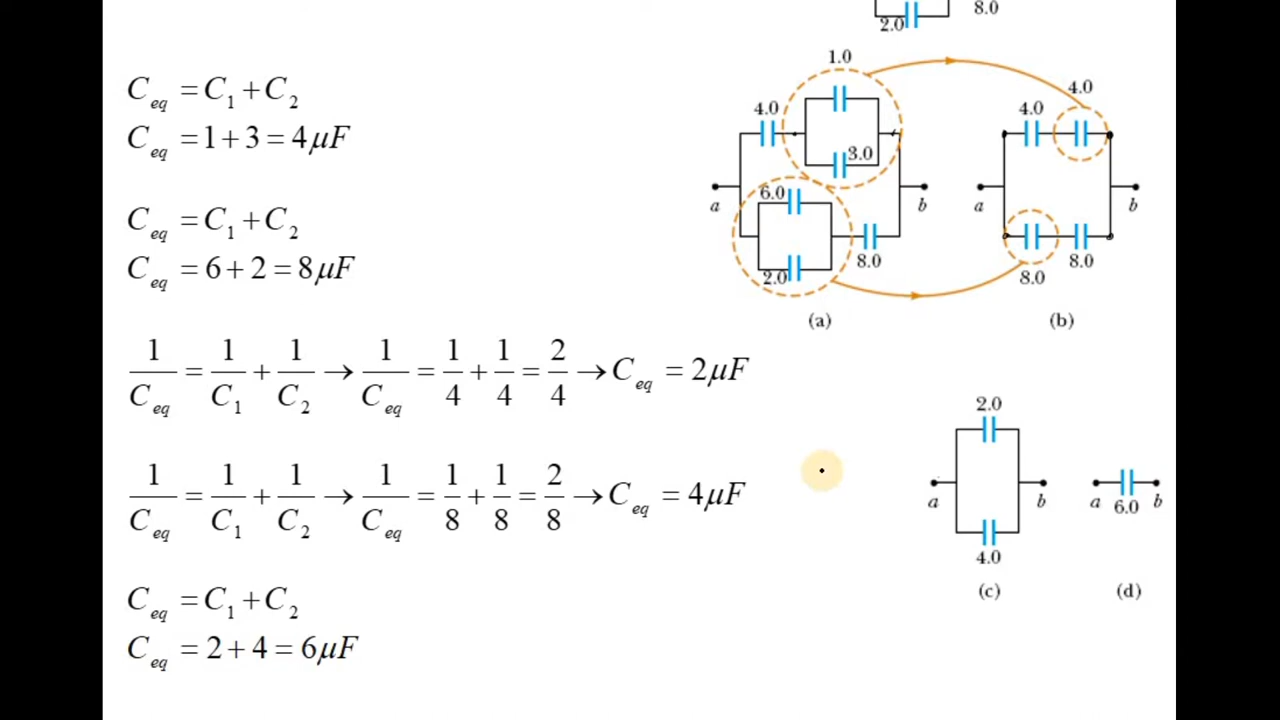 2.0
8.0
C_eq = C_1 + C_2
C_eq = 1 + 3 = 4μF
C_eq = C_1 + C_2
C_eq = 6 + 2 = 8μF
1/C_eq = 1/C_1 + 1/C_2 → 1/C_eq = 1/4 + 1/4 = 2/4 → C_eq = 2μF
1/C_eq = 1/C_1 + 1/C_2 → 1/C_eq = 1/8 + 1/8 = 2/8 → C_eq = 4μF
C_eq = C_1 + C_2
C_eq = 2 + 4 = 6μF
1.0
4.0
3.0
6.0
a
b
2.0
8.0
(a)
4.0
4.0
a
b
8.0
8.0
(b)
2.0
a
b
4.0
(c)
a
6.0
b
(d)